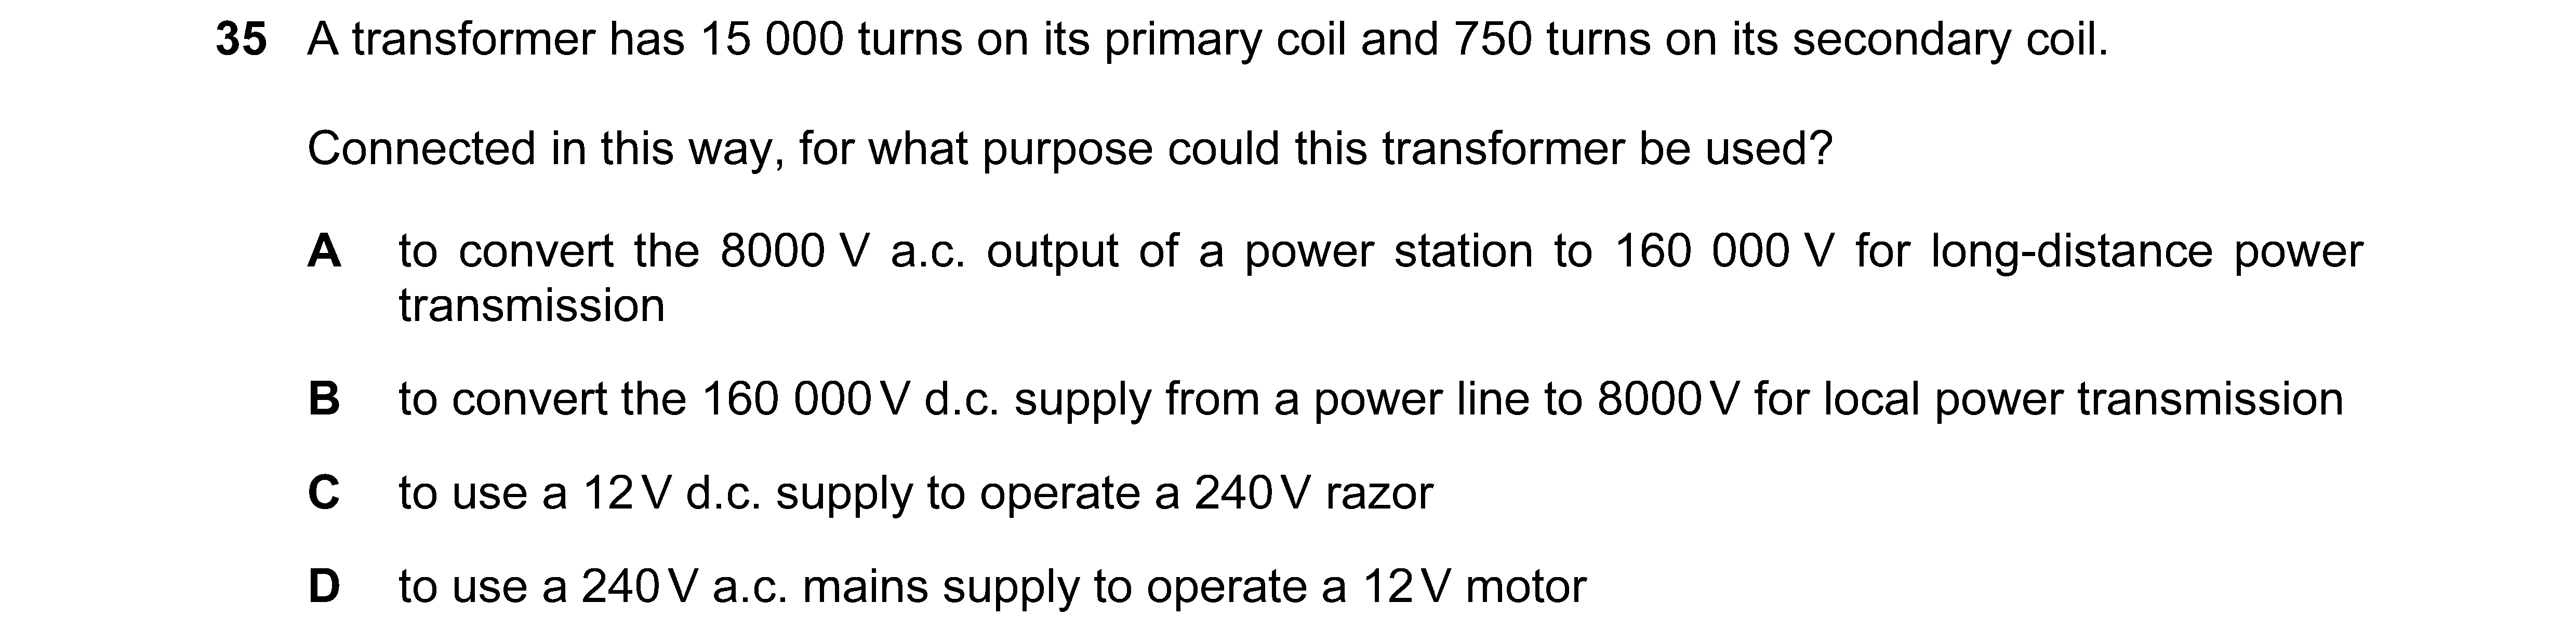 35 A transformer has 15 000 turns on its primary coil and 750 turns on its secondary coil.
Connected in this way, for what purpose could this transformer be used?
A to convert the 8000 V a.c. output of a power station to 160 000 V for long-distance power
transmission
B to convert the 160 000 V d.c. supply from a power line to 8000 V for local power transmission
C to use a 12 V d.c. supply to operate a 240 V razor
D to use a 240 V a.c. mains supply to operate a 12 V motor